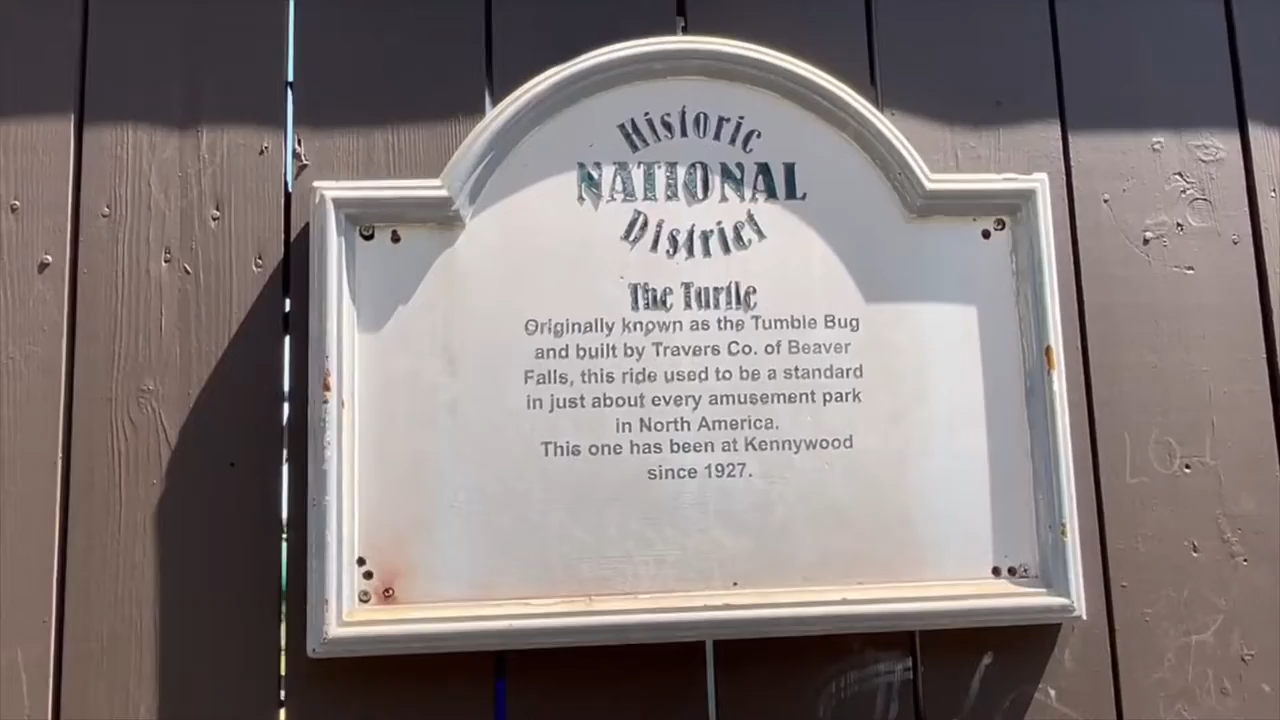 Historic
NATIONAL
District
The Turtle
Originally known as the Tumble Bug
and built by Travers Co. of Beaver
Falls, this ride used to be a standard
in just about every amusement park
in North America.
This one has been at Kennywood
since 1927.